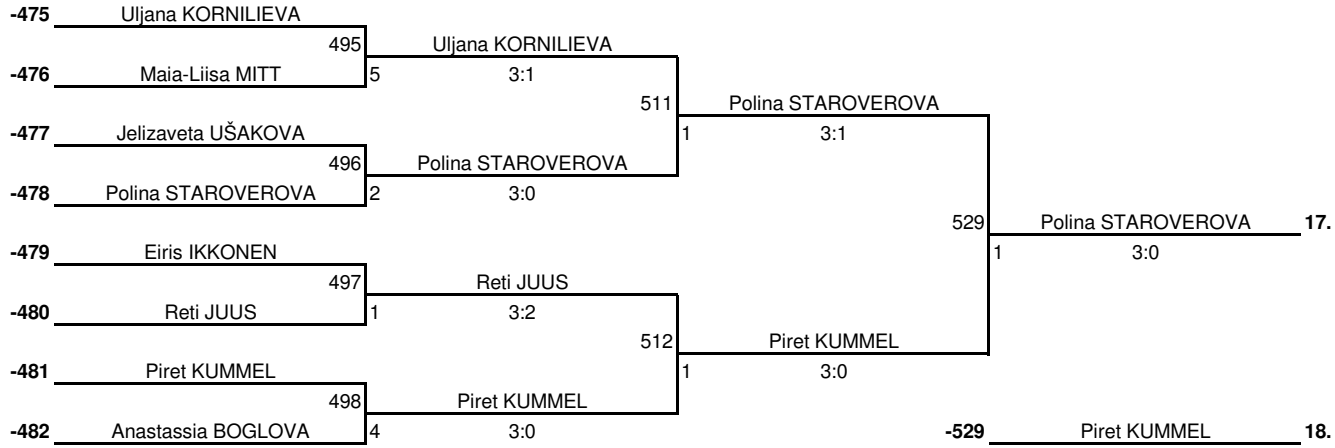 -475 Uljana KORNILIEVA
495 Uljana KORNILIEVA
-476 Maia-Liisa MITT 5 3:1
511 Polina STAROVEROVA
-477 Jelizaveta UŠAKOVA 1 3:1
496 Polina STAROVEROVA
-478 Polina STAROVEROVA 2 3:0
529 Polina STAROVEROVA 17.
-479 Eiris IKKONEN 1 3:0
497 Reti JUUS
-480 Reti JUUS 1 3:2
512 Piret KUMMEL
-481 Piret KUMMEL 1 3:0
498 Piret KUMMEL
-482 Anastassia BOGLOVA 4 3:0 -529 Piret KUMMEL 18.